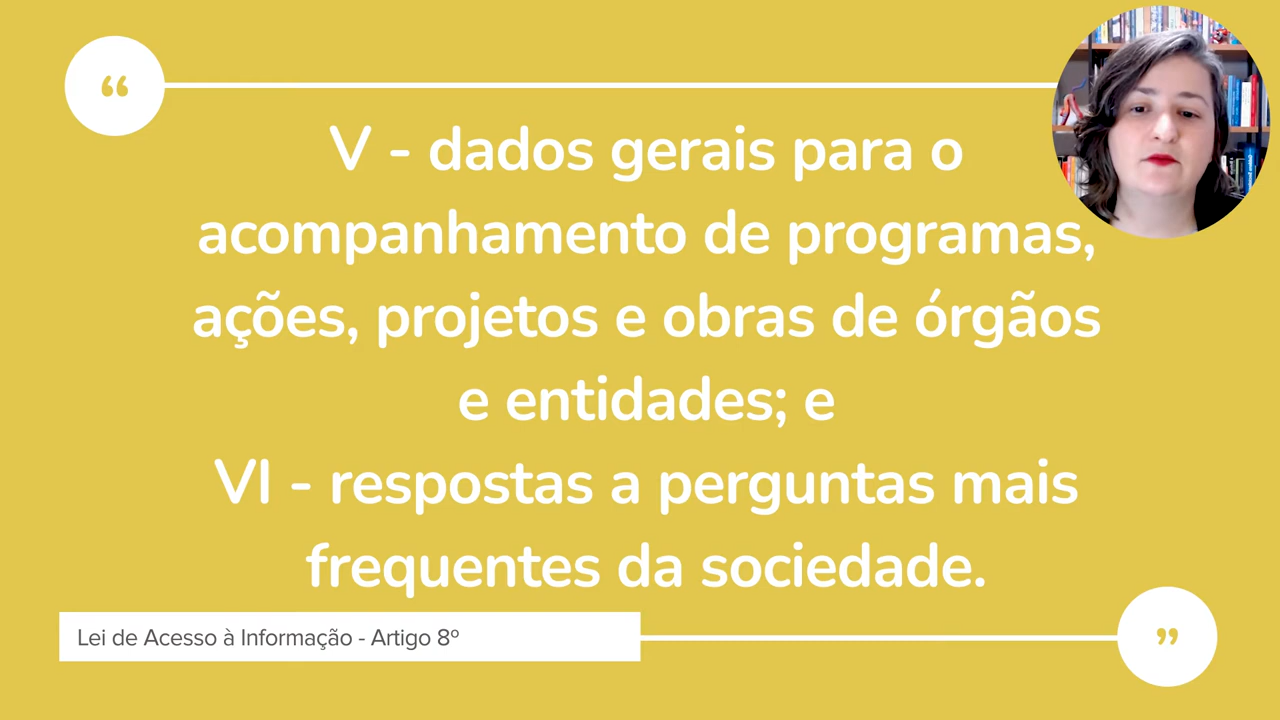 “
V - dados gerais para o
acompanhamento de programas,
ações, projetos e obras de órgãos
e entidades; e
VI - respostas a perguntas mais
frequentes da sociedade.
Lei de Acesso à Informação - Artigo 8º
”